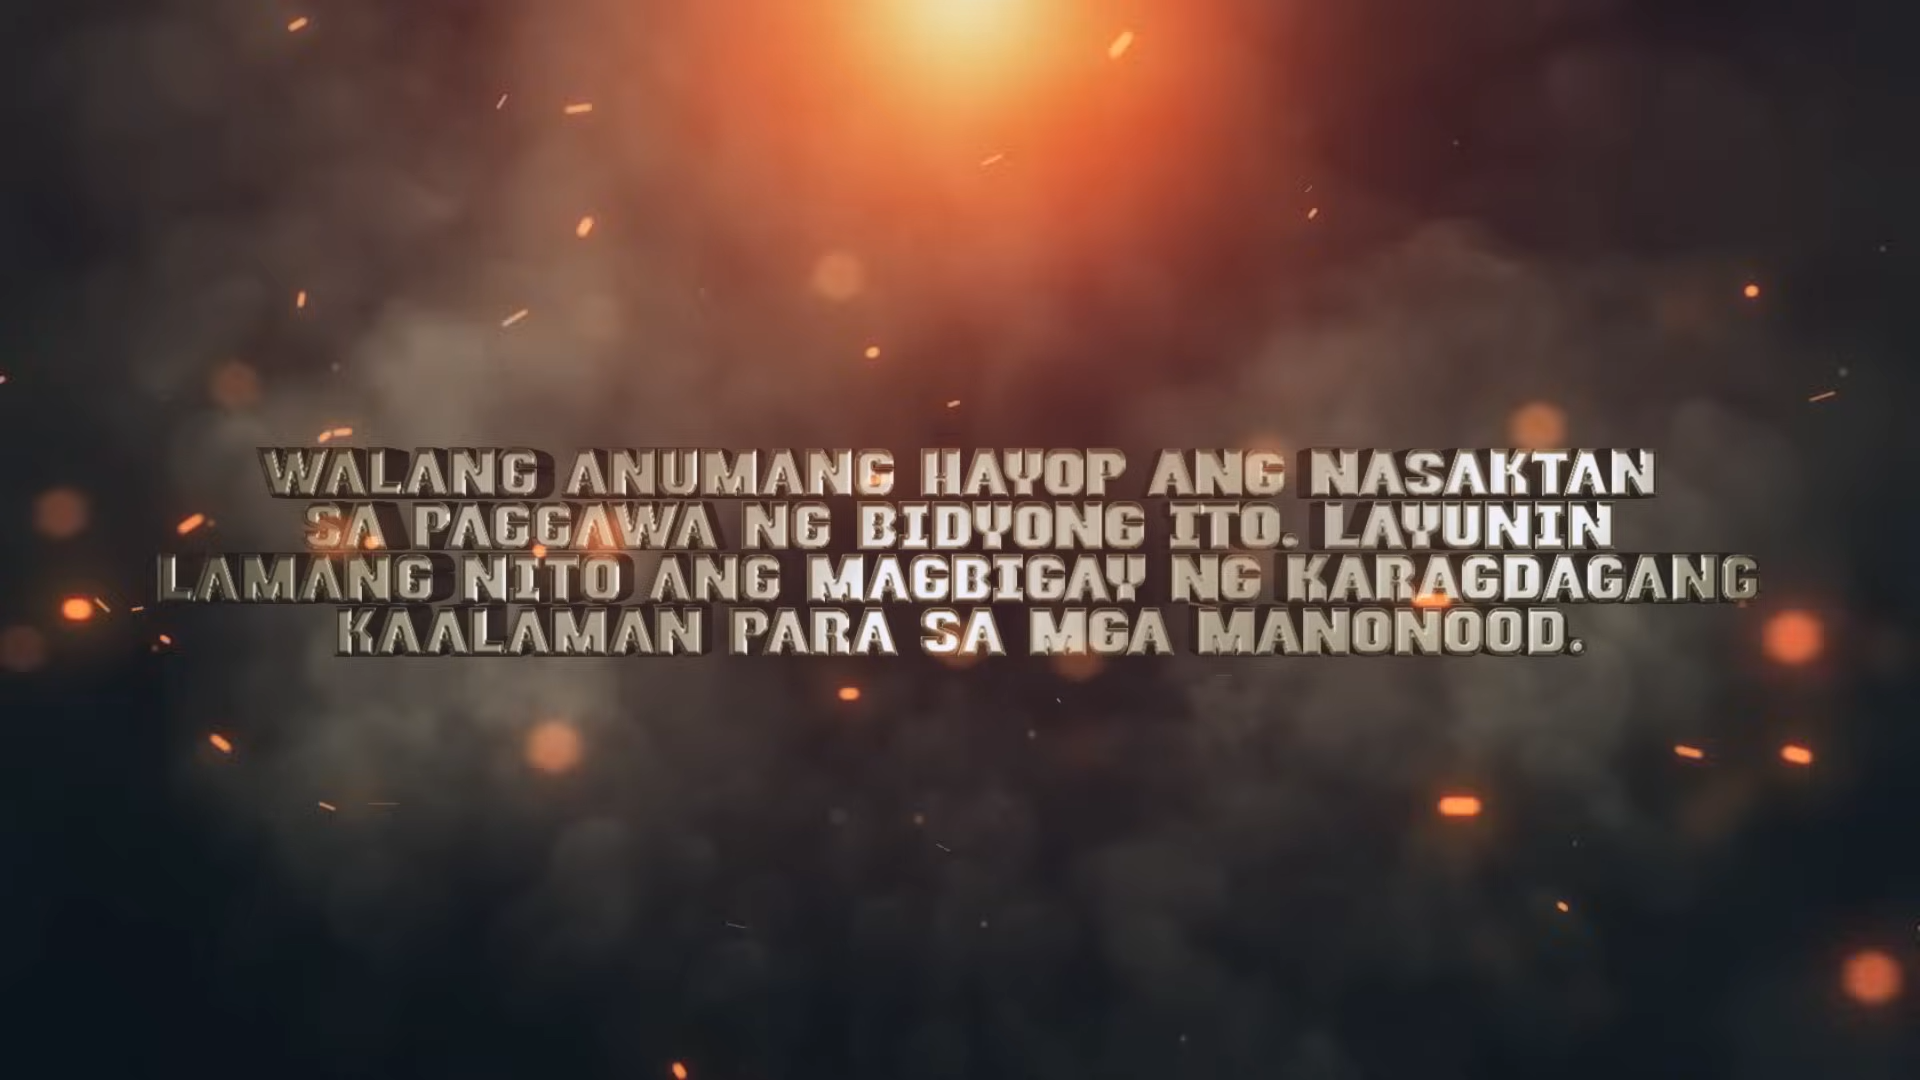 WALANG ANUMANG HAYOP ANG NASAKTAN
SA PAGGAWA NG BIDYONG ITO. LAYUNIN
LAMANG NITO ANG MAGBIGAY NG KARAGDAGANG
KAALAMAN PARA SA MGA MANONOOD.